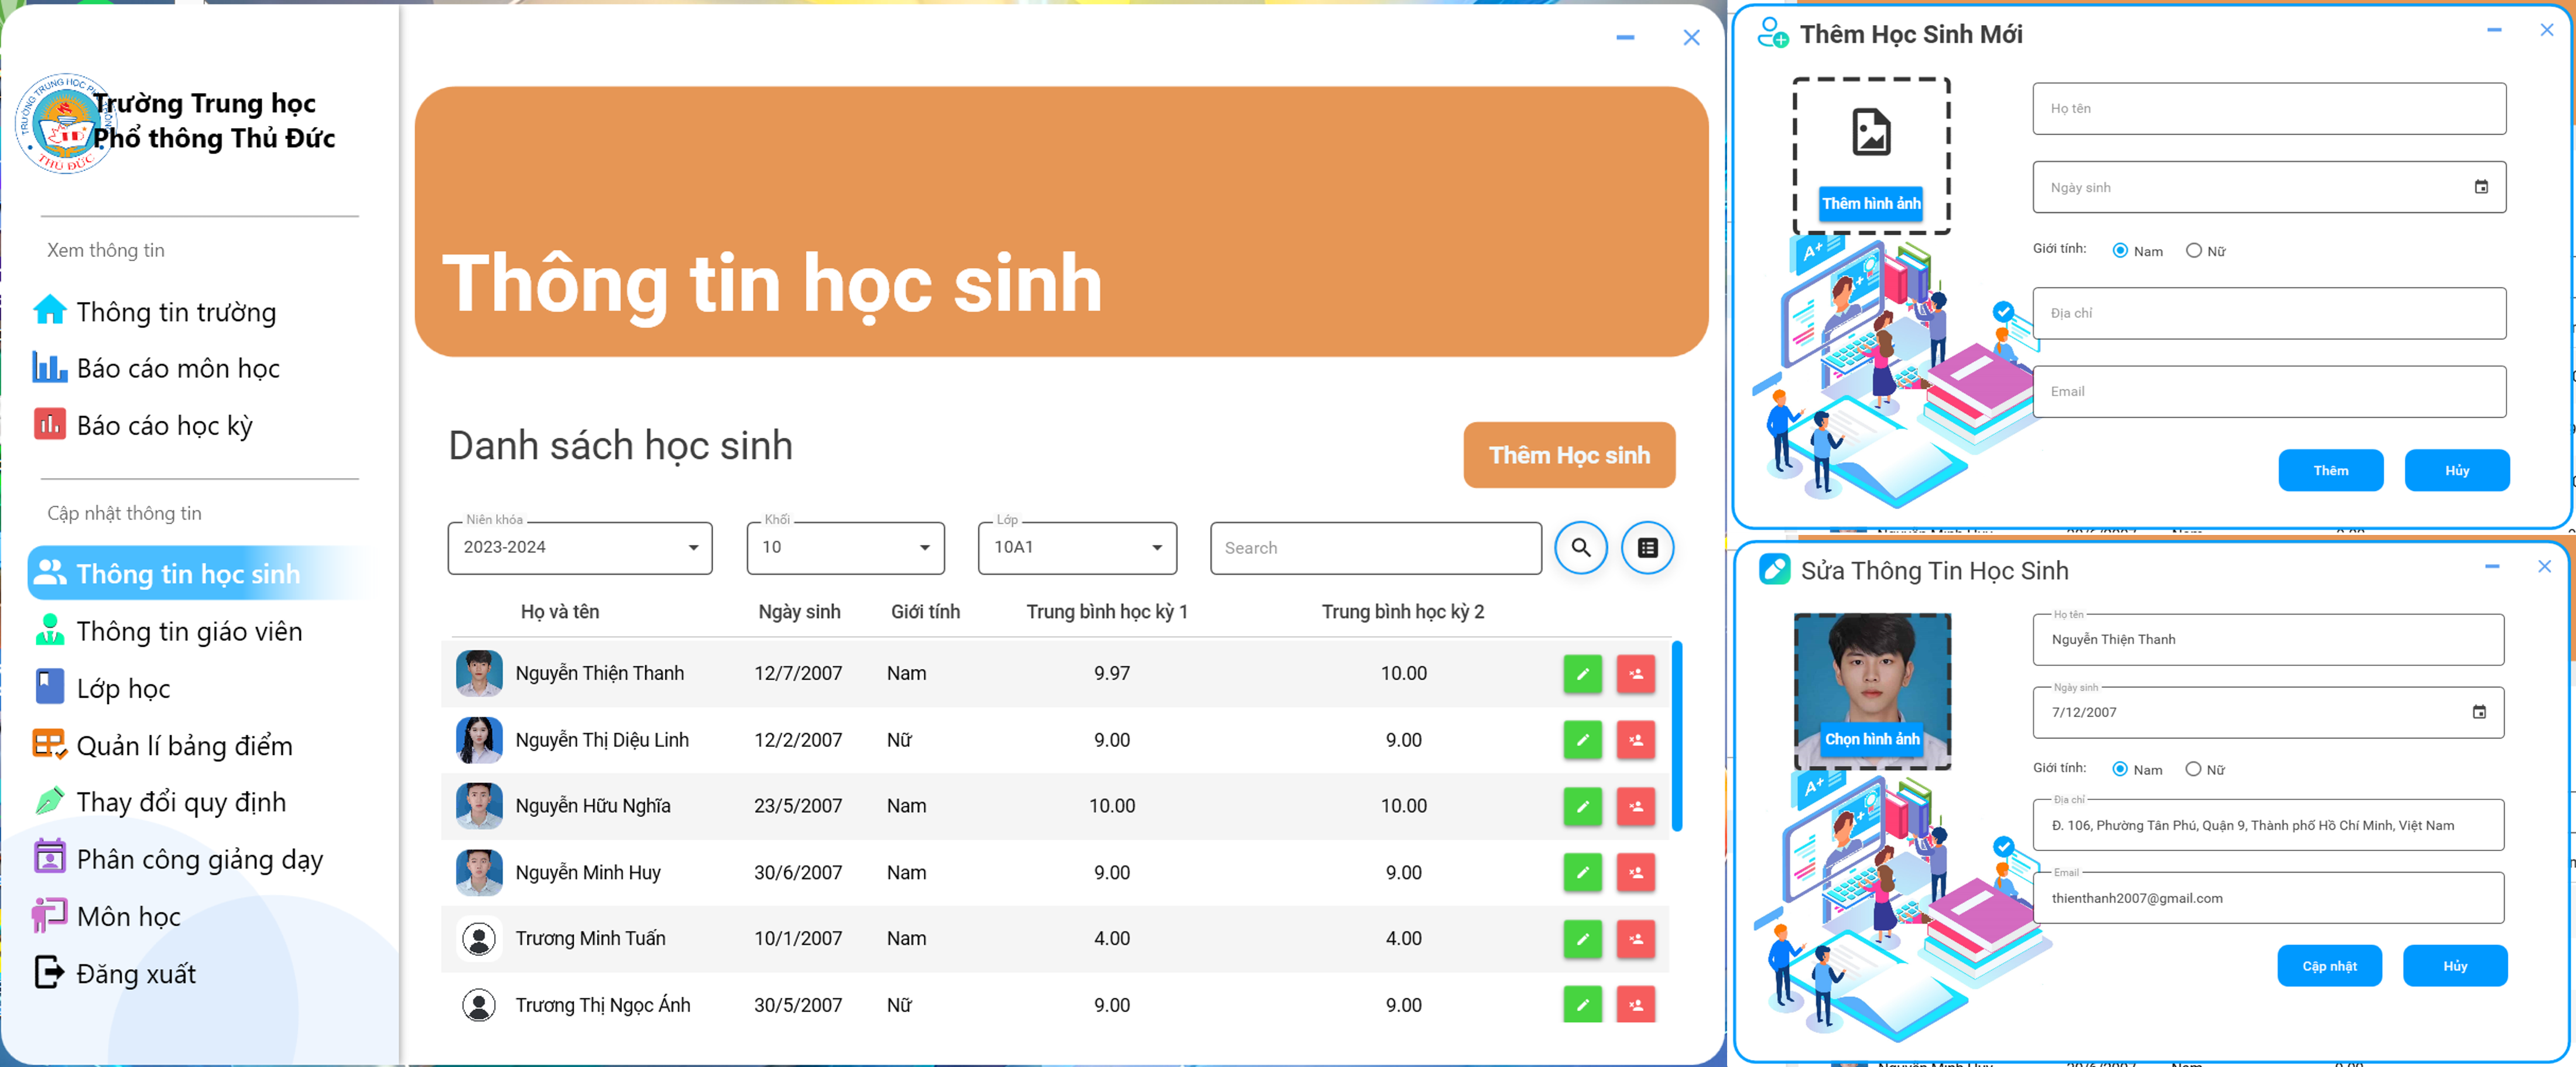 TRƯỜNG TRUNG HỌC PHỔ THÔNG
THỦ ĐỨC
Trường Trung học
Phổ thông Thủ Đức
Xem thông tin
Thông tin trường
Báo cáo môn học
Báo cáo học kỳ
Cập nhật thông tin
Thông tin học sinh
Thông tin giáo viên
Lớp học
Quản lí bảng điểm
Thay đổi quy định
Phân công giảng dạy
Môn học
Đăng xuất
Thông tin học sinh
Danh sách học sinh
Thêm Học sinh
Niên khóa Khối Lớp
2023-2024 10 10A1 Search
Họ và tên Ngày sinh Giới tính Trung bình học kỳ 1 Trung bình học kỳ 2
Nguyễn Thiện Thanh 12/7/2007 Nam 9.97 10.00
Nguyễn Thị Diệu Linh 12/2/2007 Nữ 9.00 9.00
Nguyễn Hữu Nghĩa 23/5/2007 Nam 10.00 10.00
Nguyễn Minh Huy 30/6/2007 Nam 9.00 9.00
Trương Minh Tuấn 10/1/2007 Nam 4.00 4.00
Trương Thị Ngọc Ánh 30/5/2007 Nữ 9.00 9.00
Thêm Học Sinh Mới
Thêm hình ảnh
A+
Họ tên
Ngày sinh
Giới tính: Nam Nữ
Địa chỉ
Email
Thêm Hủy
Sửa Thông Tin Học Sinh
Chọn hình ảnh
A+
Họ tên
Nguyễn Thiện Thanh
Ngày sinh
7/12/2007
Giới tính: Nam Nữ
Địa chỉ
Đ. 106, Phường Tân Phú, Quận 9, Thành phố Hồ Chí Minh, Việt Nam
Email
thienthanh2007@gmail.com
Cập nhật Hủy